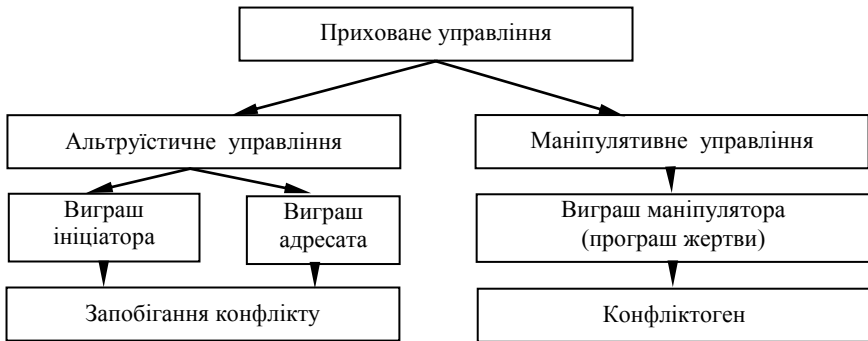 Приховане управління
Альтруїстичне управління
Маніпулятивне управління
Виграш
ініціатора
Виграш
адресата
Виграш маніпулятора
(програш жертви)
Запобігання конфлікту
Конфліктоген